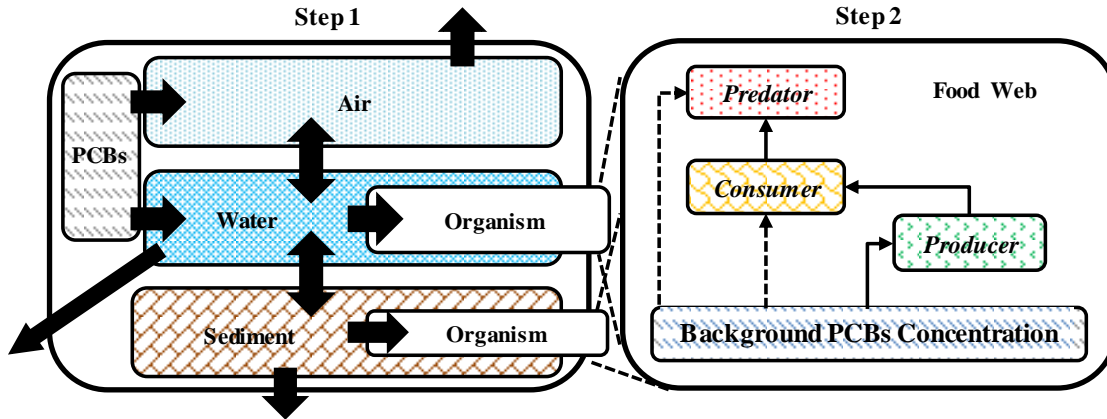 Step 1
Step 2
Air
PCBs
Water
Organism
Sediment
Organism
Food Web
Predator
Consumer
Producer
Background PCBs Concentration